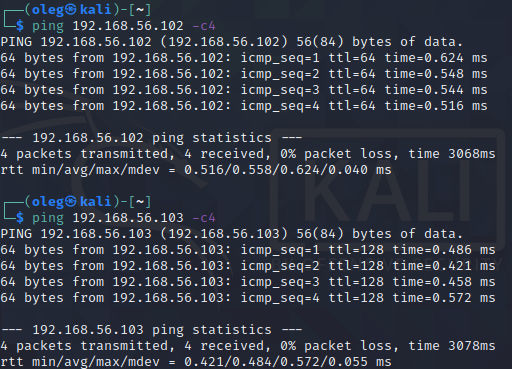 ┌──(oleg㉿kali)-[~]
└─$ ping 192.168.56.102 -c4
PING 192.168.56.102 (192.168.56.102) 56(84) bytes of data.
64 bytes from 192.168.56.102: icmp_seq=1 ttl=64 time=0.624 ms
64 bytes from 192.168.56.102: icmp_seq=2 ttl=64 time=0.548 ms
64 bytes from 192.168.56.102: icmp_seq=3 ttl=64 time=0.544 ms
64 bytes from 192.168.56.102: icmp_seq=4 ttl=64 time=0.516 ms

--- 192.168.56.102 ping statistics ---
4 packets transmitted, 4 received, 0% packet loss, time 3068ms
rtt min/avg/max/mdev = 0.516/0.558/0.624/0.040 ms

KALI
┌──(oleg㉿kali)-[~]
└─$ ping 192.168.56.103 -c4
PING 192.168.56.103 (192.168.56.103) 56(84) bytes of data.
64 bytes from 192.168.56.103: icmp_seq=1 ttl=128 time=0.486 ms
64 bytes from 192.168.56.103: icmp_seq=2 ttl=128 time=0.421 ms
64 bytes from 192.168.56.103: icmp_seq=3 ttl=128 time=0.458 ms
64 bytes from 192.168.56.103: icmp_seq=4 ttl=128 time=0.572 ms

--- 192.168.56.103 ping statistics ---
4 packets transmitted, 4 received, 0% packet loss, time 3078ms
rtt min/avg/max/mdev = 0.421/0.484/0.572/0.055 ms